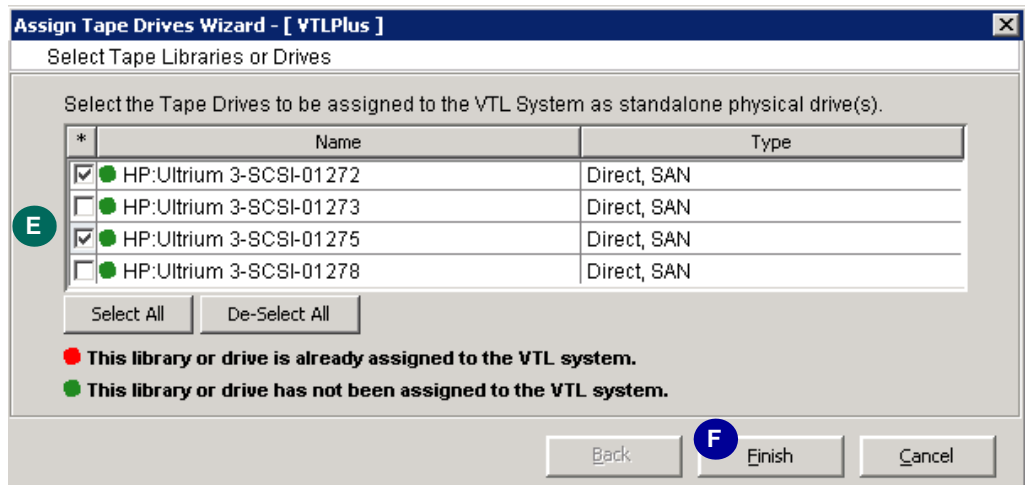 Assign Tape Drives Wizard - [ VTLPlus ]
Select Tape Libraries or Drives
Select the Tape Drives to be assigned to the VTL System as standalone physical drive(s).
* Name Type
HP:Ultrium 3-SCSI-01272 Direct, SAN
HP:Ultrium 3-SCSI-01273 Direct, SAN
E
HP:Ultrium 3-SCSI-01275 Direct, SAN
HP:Ultrium 3-SCSI-01278 Direct, SAN
Select All De-Select All
This library or drive is already assigned to the VTL system.
This library or drive has not been assigned to the VTL system.
F
Back Finish Cancel